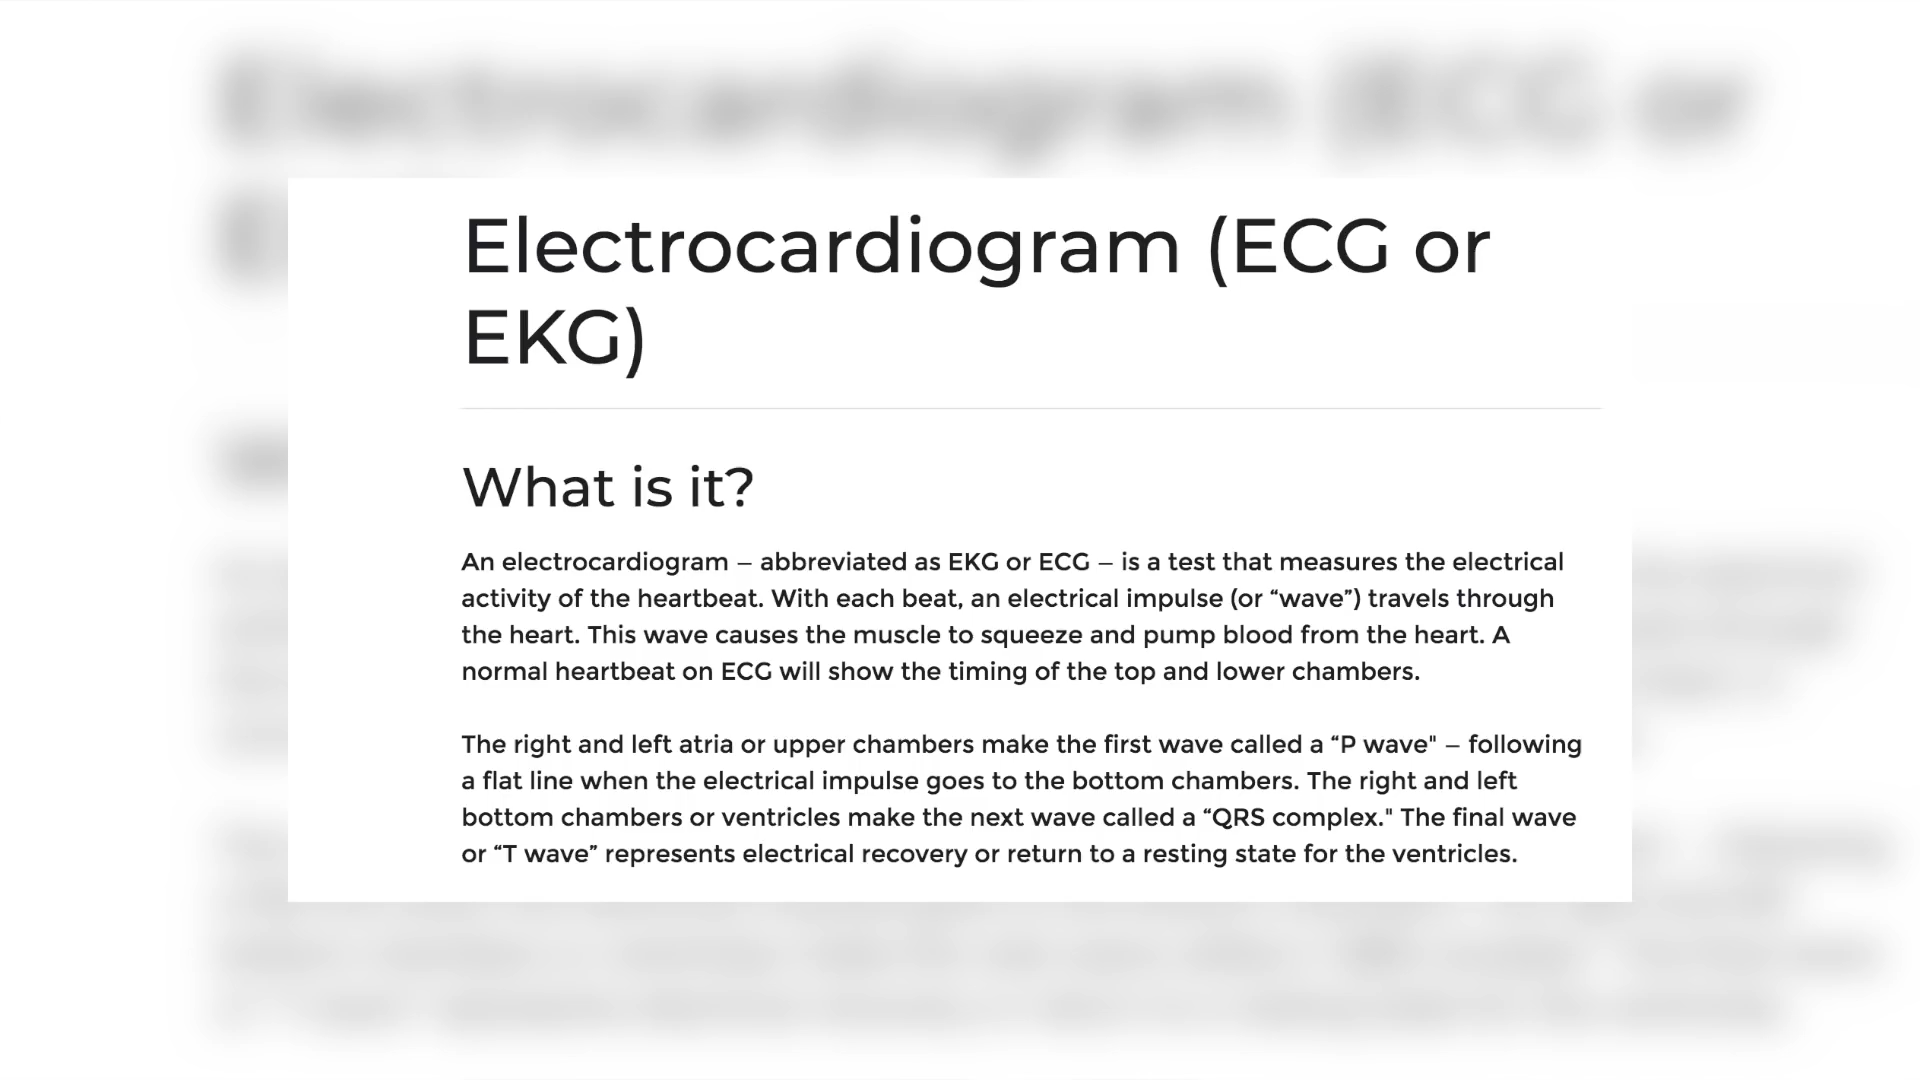 Electrocardiogram (ECG or
EKG)
What is it?
An electrocardiogram – abbreviated as EKG or ECG – is a test that measures the electrical
activity of the heartbeat. With each beat, an electrical impulse (or “wave”) travels through
the heart. This wave causes the muscle to squeeze and pump blood from the heart. A
normal heartbeat on ECG will show the timing of the top and lower chambers.
The right and left atria or upper chambers make the first wave called a “P wave" – following
a flat line when the electrical impulse goes to the bottom chambers. The right and left
bottom chambers or ventricles make the next wave called a “QRS complex." The final wave
or “T wave” represents electrical recovery or return to a resting state for the ventricles.